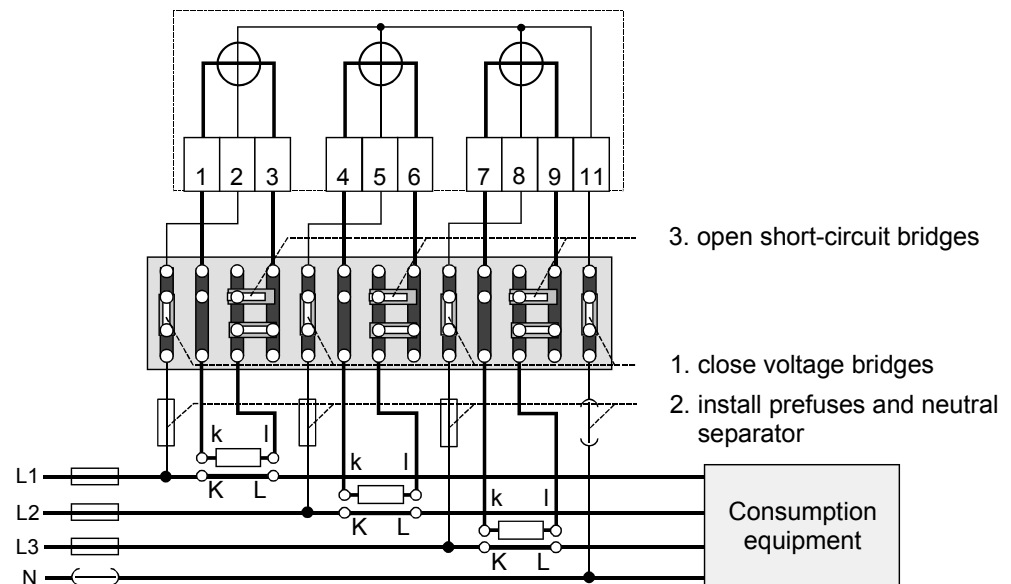 1 2 3 4 5 6 7 8 9 11
3. open short-circuit bridges
1. close voltage bridges
2. install prefuses and neutral
separator
k l
L1
K L
k l
L2
K L
k l
L3
K L
N
Consumption
equipment